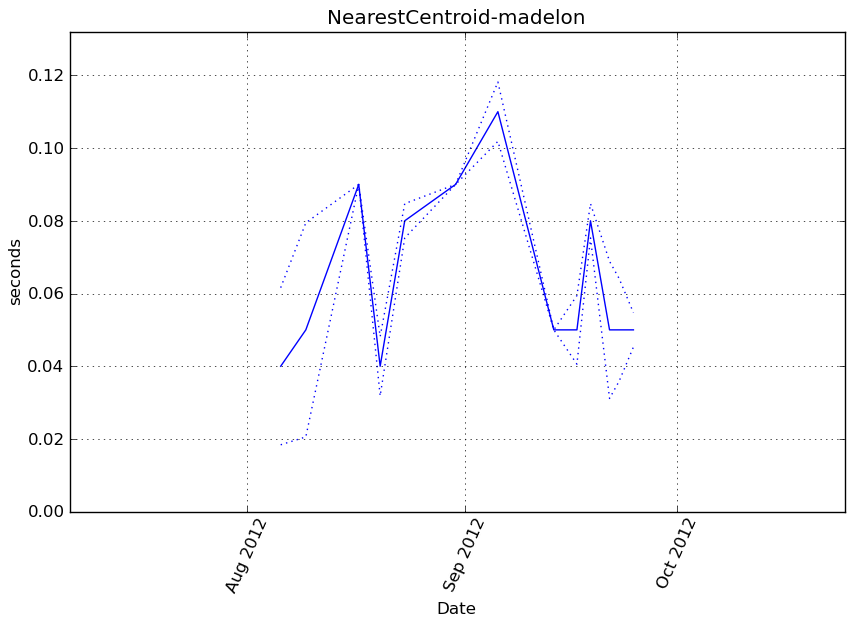 NearestCentroid-madelon
0.12
0.10
0.08
0.06
0.04
0.02
0.00
seconds
Aug 2012
Sep 2012
Oct 2012
Date